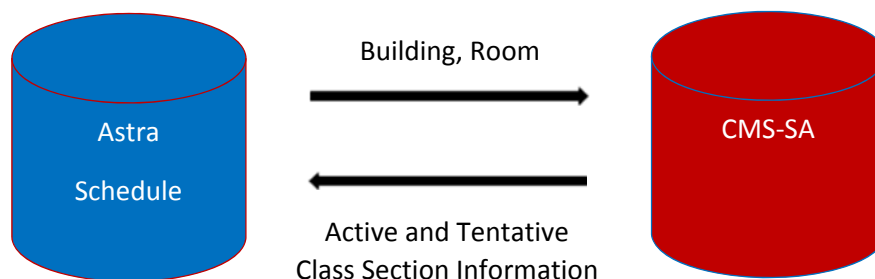 Building, Room
Astra
Schedule
CMS-SA
Active and Tentative
Class Section Information